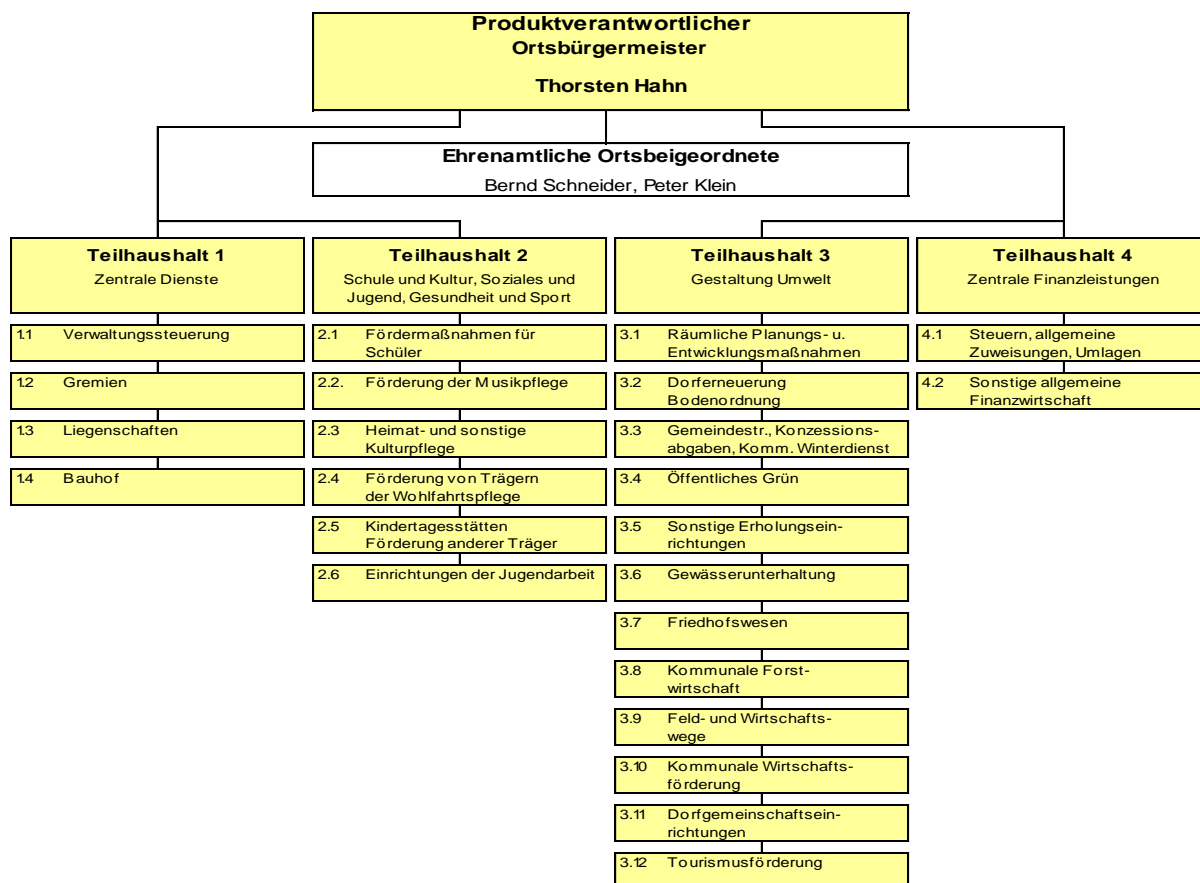 Produktverantwortlicher
Ortsbürgermeister
Thorsten Hahn
Ehrenamtliche Ortsbeigeordnete
Bernd Schneider, Peter Klein
Teilhaushalt 1
Zentrale Dienste
1.1 Verwaltungssteuerung
1.2 Gremien
1.3 Liegenschaften
1.4 Bauhof
Teilhaushalt 2
Schule und Kultur, Soziales und
Jugend, Gesundheit und Sport
2.1 Fördermaßnahmen für
Schüler
2.2. Förderung der Musikpflege
2.3 Heimat- und sonstige
Kulturpflege
2.4 Förderung von Trägern
der Wohlfahrtspflege
2.5 Kindertagesstätten
Förderung anderer Träger
2.6 Einrichtungen der Jugendarbeit
Teilhaushalt 3
Gestaltung Umwelt
3.1 Räumliche Planungs- u.
Entwicklungsmaßnahmen
3.2 Dorferneuerung
Bodenordnung
3.3 Gemeindestr., Konzessions-
abgaben, Komm. Winterdienst
3.4 Öffentliches Grün
3.5 Sonstige Erholungsein-
richtungen
3.6 Gewässerunterhaltung
3.7 Friedhofswesen
3.8 Kommunale Forst-
wirtschaft
3.9 Feld- und Wirtschafts-
wege
3.10 Kommunale Wirtschafts-
förderung
3.11 Dorfgemeinschaftsein-
richtungen
3.12 Tourismusförderung
Teilhaushalt 4
Zentrale Finanzleistungen
4.1 Steuern, allgemeine
Zuweisungen, Umlagen
4.2 Sonstige allgemeine
Finanzwirtschaft